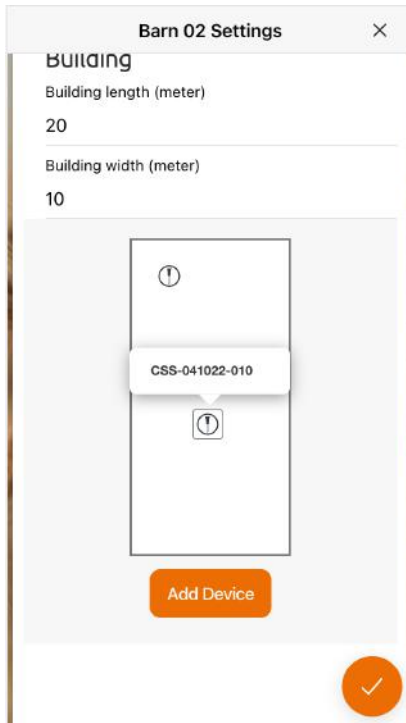 Barn 02 Settings
Building
Building length (meter)
20
Building width (meter)
10
CSS-041022-010
Add Device